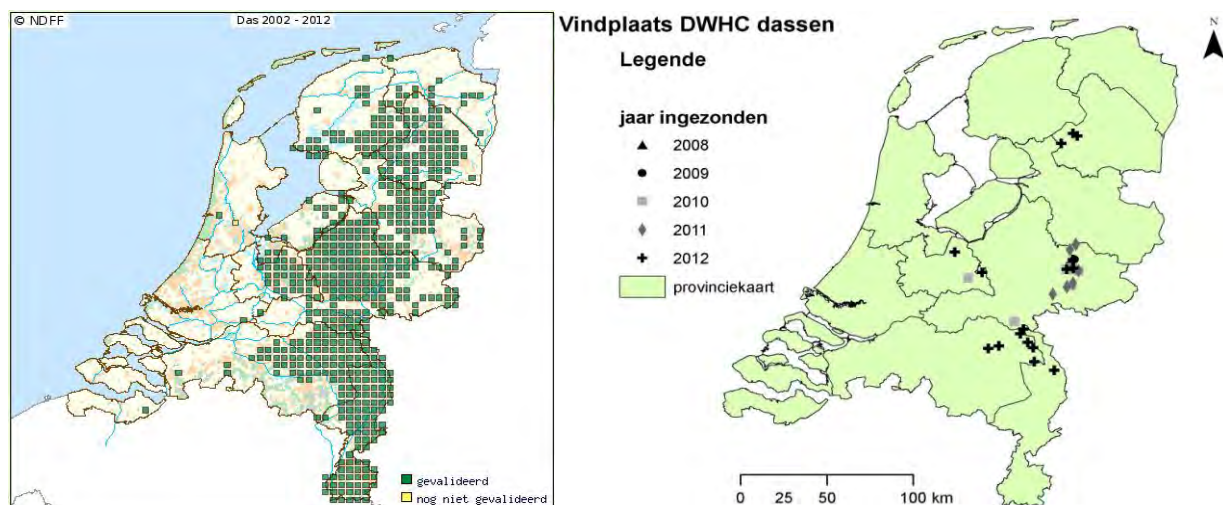 © NDFF
Das 2002 - 2012
gevalideerd
nog niet gevalideerd
Vindplaats DWHC dassen
Legende
jaar ingezonden
2008
2009
2010
2011
2012
provinciekaart
N
0 25 50 100 km